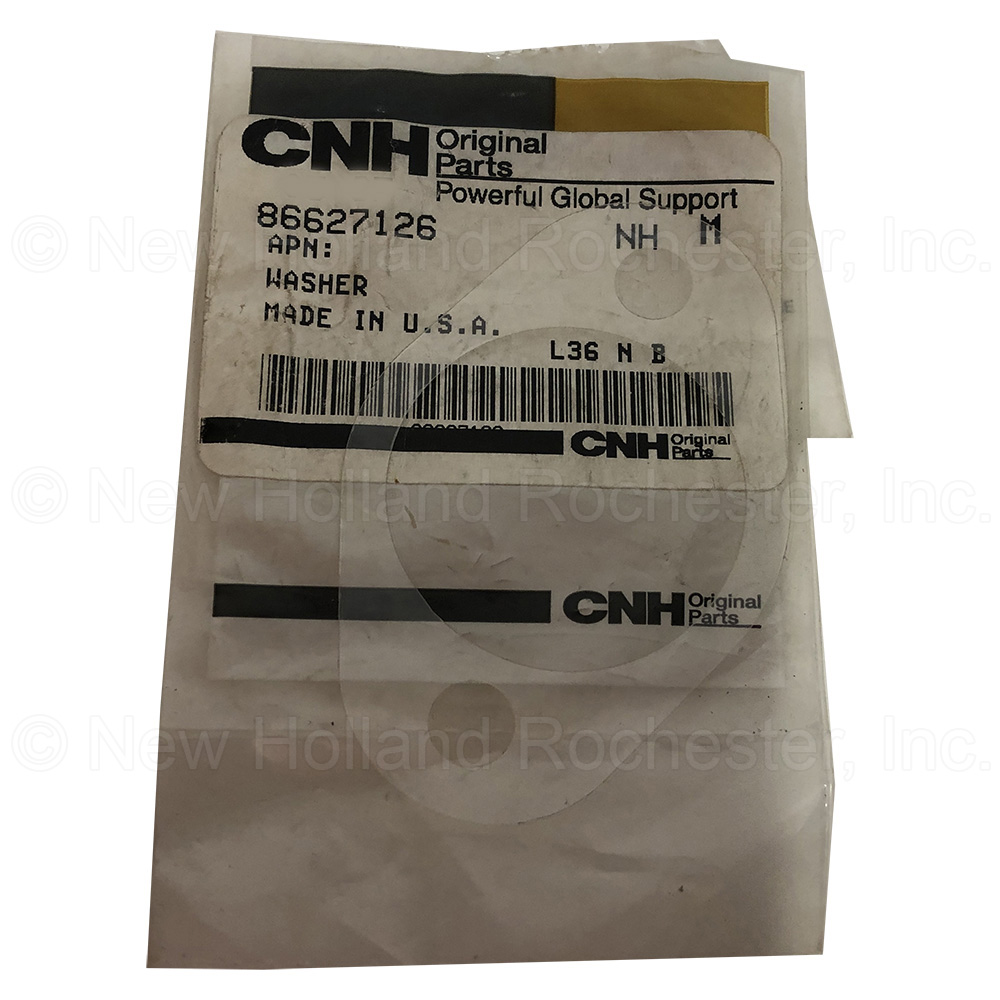 CNH Original Parts
Powerful Global Support
86627126
NH M
APN:
WASHER
MADE IN U.S.A.
L36 N B
CNH Original Parts
CNH Original Parts
© New Holland Rochester, Inc.
© New Holland Rochester, Inc.
© New Holland Rochester, Inc.